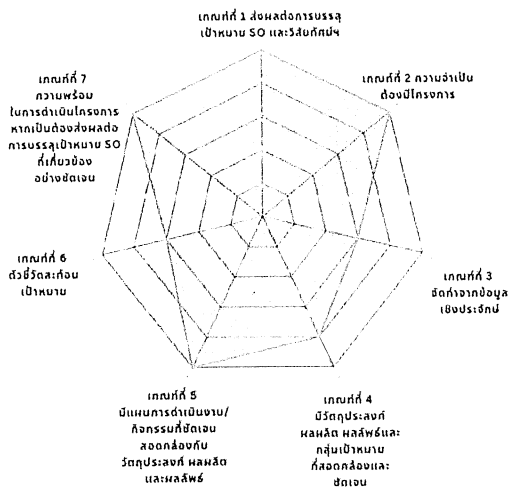 เกณฑ์ที่ 1 ส่งผลต่อการบรรลุ
เป้าหมาย SO และวิสัยทัศน์ฯ
เกณฑ์ที่ 2 ความจำเป็น
ต้องมีโครงการ
เกณฑ์ที่ 3
จัดทำจากข้อมูล
เชิงประจักษ์
เกณฑ์ที่ 4
มีวัตถุประสงค์
ผลผลิต ผลลัพธ์และ
กลุ่มเป้าหมาย
ที่สอดคล้องและ
ชัดเจน
เกณฑ์ที่ 5
มีแผนการดำเนินงาน/
กิจกรรมที่ชัดเจน
สอดคล้องกับ
วัตถุประสงค์ ผลผลิต
และผลลัพธ์
เกณฑ์ที่ 6
ตัวชี้วัดสะท้อน
เป้าหมาย
เกณฑ์ที่ 7
ความพร้อม
ในการดำเนินโครงการ
หากเป็นต้องส่งผลต่อ
การบรรลุเป้าหมาย SO
ที่เกี่ยวข้อง
อย่างชัดเจน